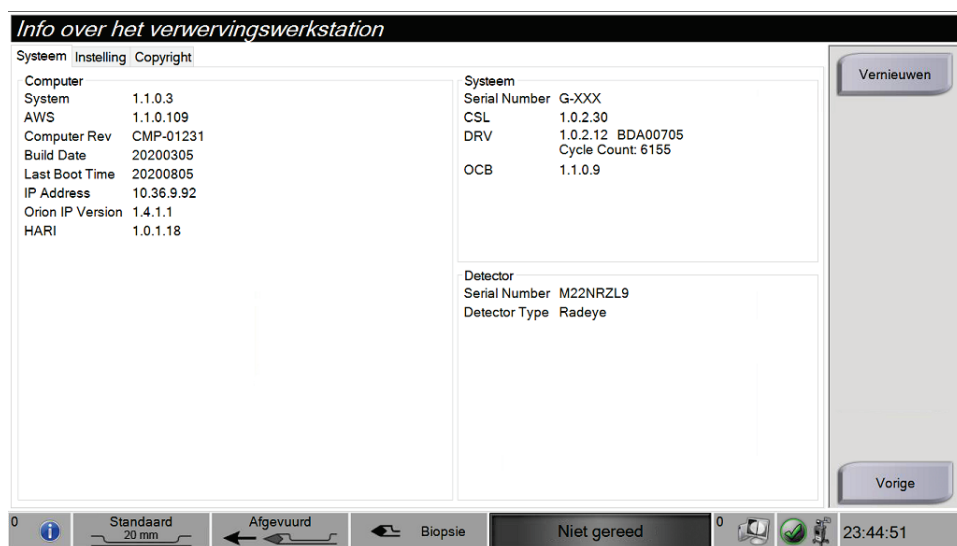 Info over het verwervingswerkstation
Systeem Instelling Copyright
Computer
System 1.1.0.3
AWS 1.1.0.109
Computer Rev CMP-01231
Build Date 20200305
Last Boot Time 20200805
IP Address 10.36.9.92
Orion IP Version 1.4.1.1
HARI 1.0.1.18
Systeem
Serial Number G-XXX
CSL 1.0.2.30
DRV 1.0.2.12 BDA00705
Cycle Count: 6155
OCB 1.1.0.9
Detector
Serial Number M22NRZL9
Detector Type Radeye
Vernieuwen
Vorige
0
Standaard
20 mm
Afgevuurd
Biopsie
Niet gereed
0
23:44:51